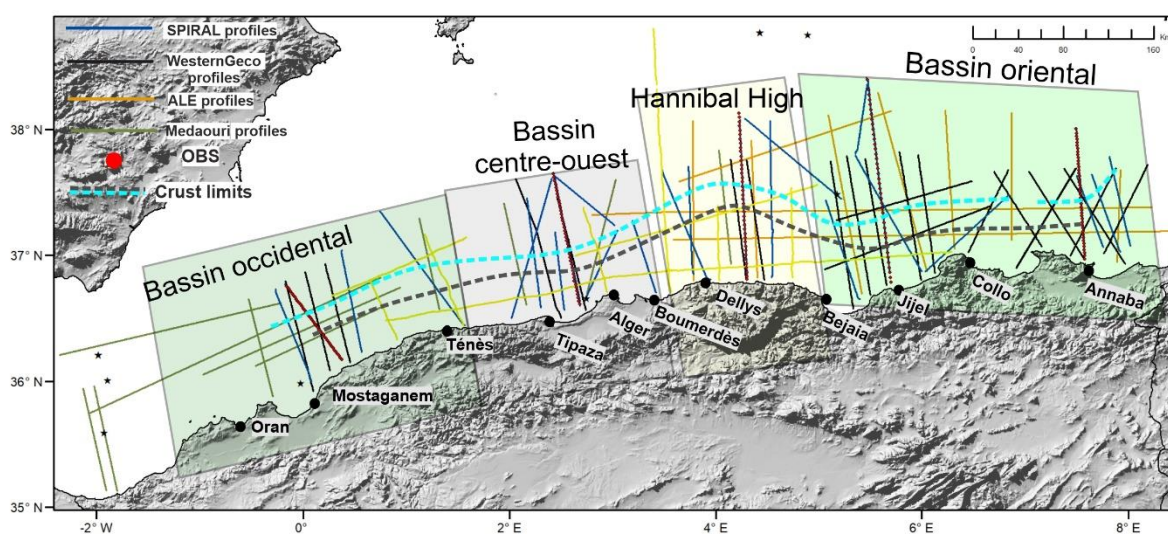 SPIRAL profiles
WesternGeco
profiles
ALE profiles
Medaouri profiles
OBS
Crust limits
Km
0 40 80 160
Bassin occidental
Bassin
centre-ouest
Hannibal High
Bassin oriental
38° N
37° N
36° N
35° N
Oran
Mostaganem
Ténès
Tipaza
Alger
Boumerdès
Dellys
Bejaia
Jijel
Collo
Annaba
-2° W
0°
2° E
4° E
6° E
8° E